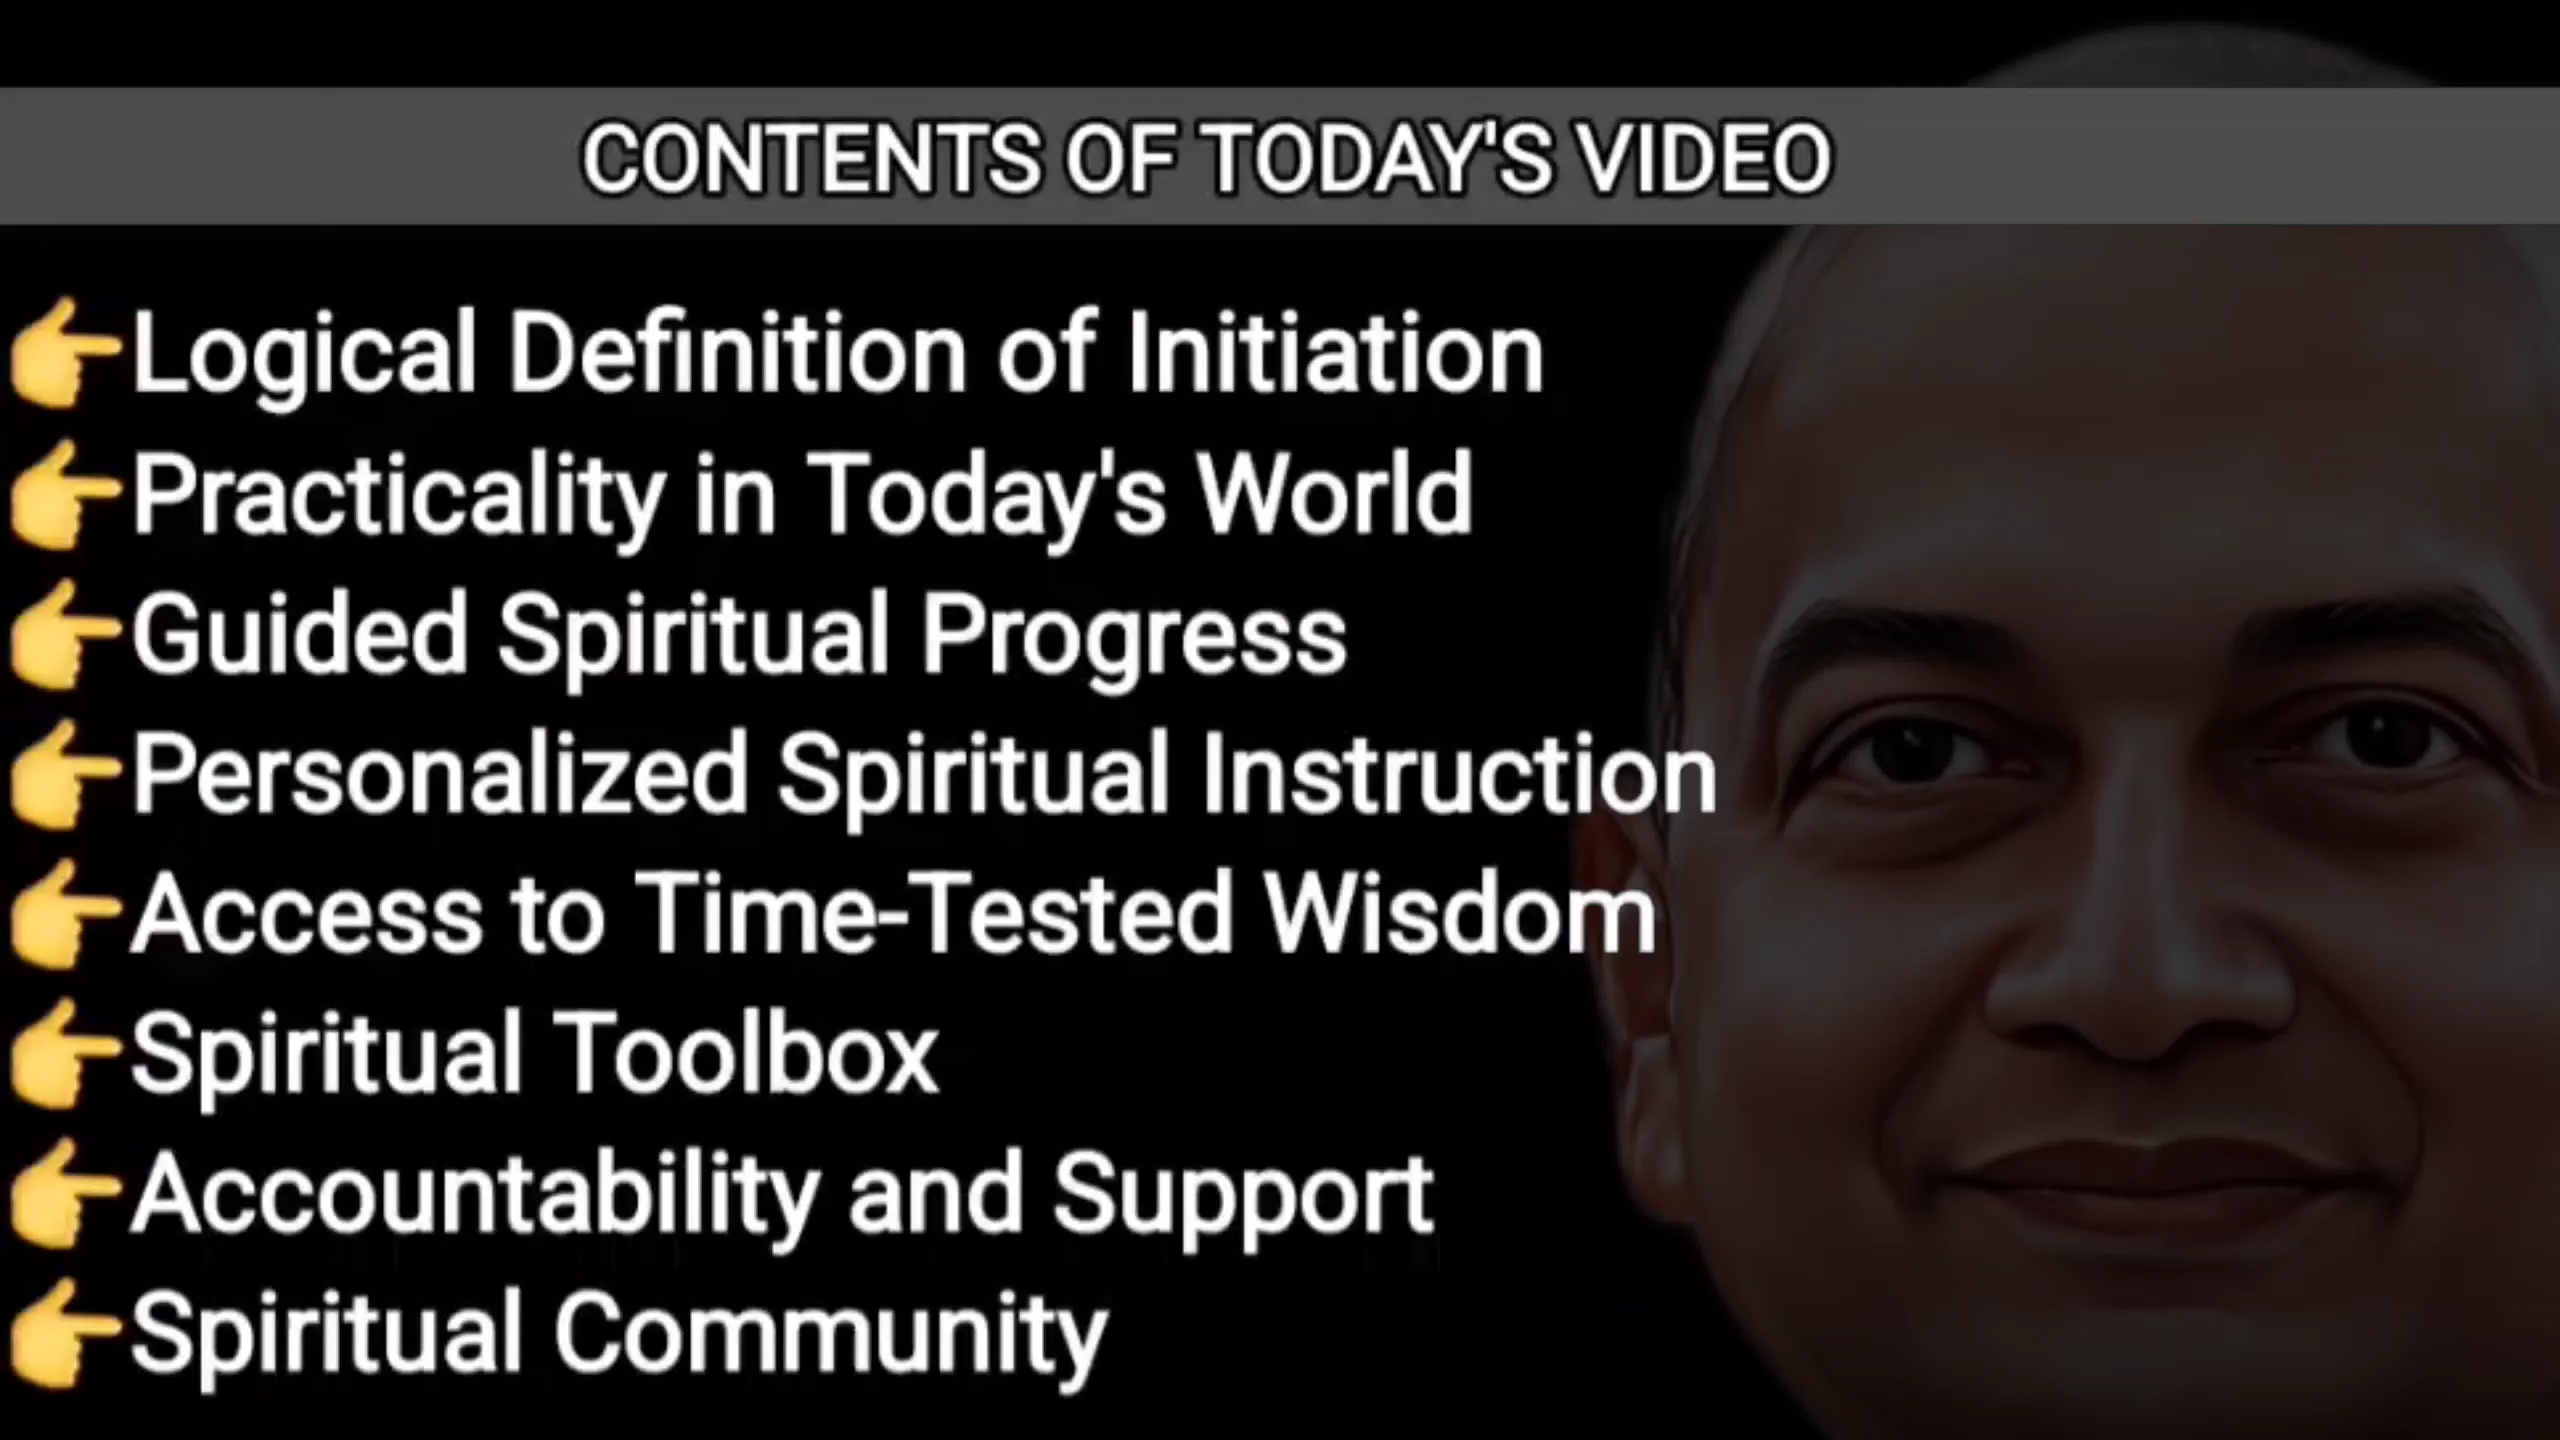 CONTENTS OF TODAY'S VIDEO
👉Logical Definition of Initiation
👉Practicality in Today's World
👉Guided Spiritual Progress
👉Personalized Spiritual Instruction
👉Access to Time-Tested Wisdom
👉Spiritual Toolbox
👉Accountability and Support
👉Spiritual Community